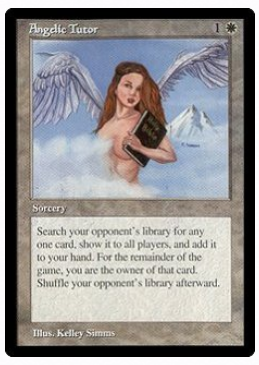 Angelic Tutor 1
Sorcery
Search your opponent's library for any
one card, show it to all players, and add it
to your hand. For the remainder of the
game, you are the owner of that card.
Shuffle your opponent's library afterward.
Illus. Kelley Simms